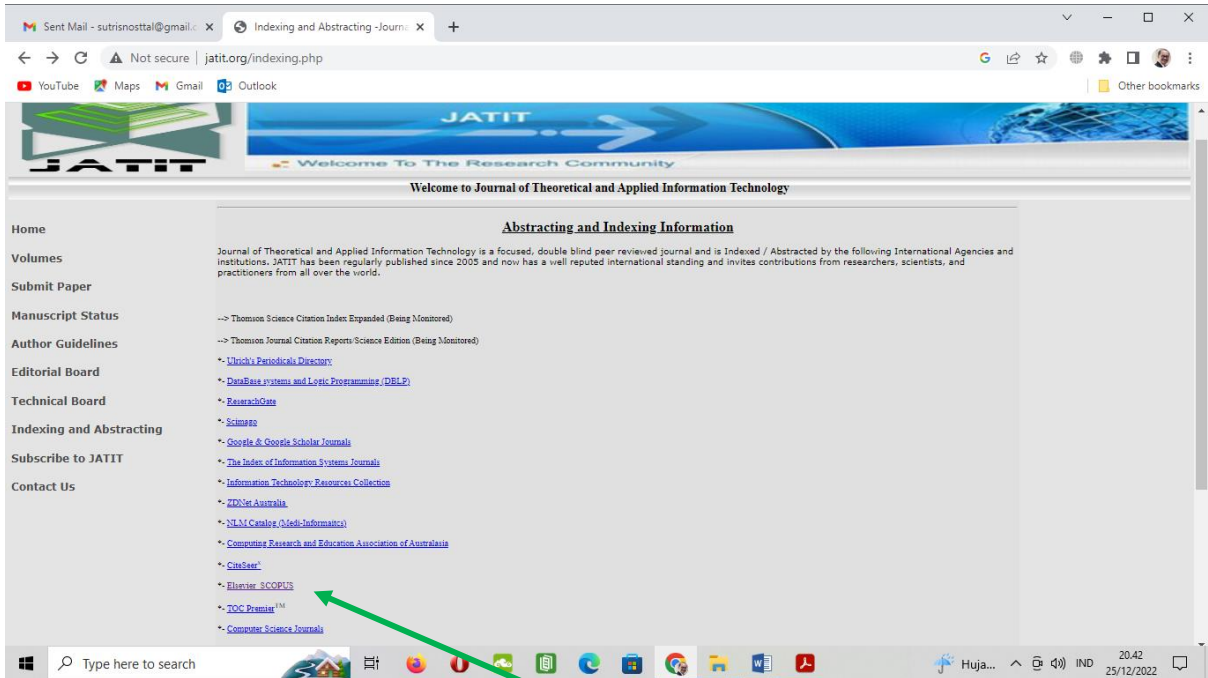 Sent Mail - sutrisnosttal@gmail.c
Indexing and Abstracting -Journa
Not secure | jatit.org/indexing.php
YouTube Maps Gmail Outlook Other bookmarks
JATIT
JATIT
Welcome To The Research Community
Welcome to Journal of Theoretical and Applied Information Technology
Home
Volumes
Submit Paper
Manuscript Status
Author Guidelines
Editorial Board
Technical Board
Indexing and Abstracting
Subscribe to JATIT
Contact Us
Abstracting and Indexing Information
Journal of Theoretical and Applied Information Technology is a focused, double blind peer reviewed journal and is Indexed / Abstracted by the following International Agencies and
institutions. JATIT has been regularly published since 2005 and now has a well reputed international standing and invites contributions from researchers, scientists, and
practitioners from all over the world.
--> Thomson Science Citation Index Expanded (Being Monitored)
--> Thomson Journal Citation Reports/Science Edition (Being Monitored)
*- Ulrich's Periodicals Directory
*- DataBase systems and Logic Programming (DBLP)
*- ReserachGate
*- Scimago
*- Google & Google Scholar Journals
*- The Index of Information Systems Journals
*- Information Technology Resources Collection
*- ZDNet Australia
*- NLM Catalog (Medi-Informaitcs)
*- Computing Research and Education Association of Australasia
*- CiteSeerˣ
*- Elsevier SCOPUS
*- TOC Premier™
*- Computer Science Journals
Type here to search
Huja... IND 20.42
25/12/2022